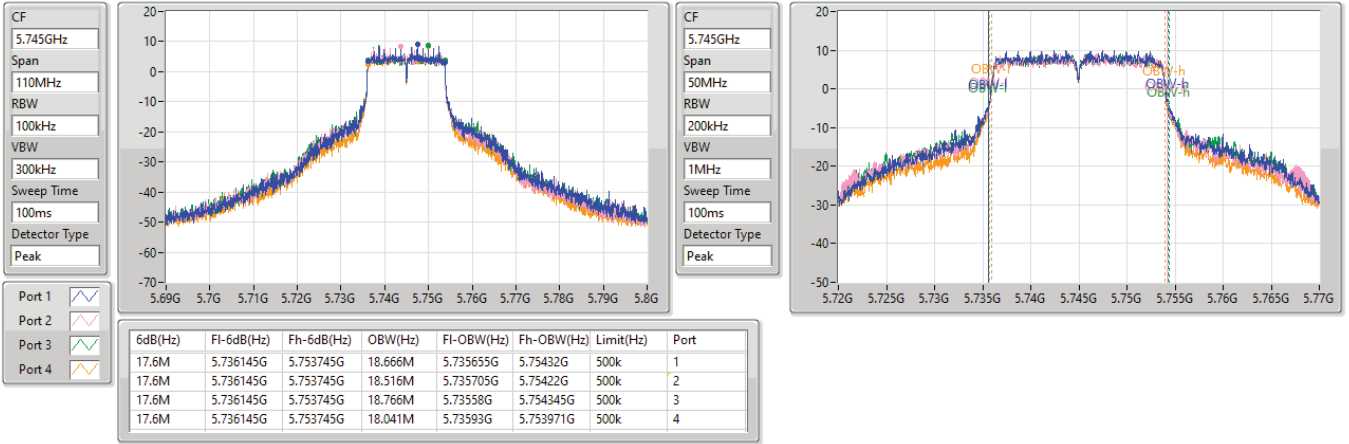 CF
5.745GHz
Span
110MHz
RBW
100kHz
VBW
300kHz
Sweep Time
100ms
Detector Type
Peak
20
10
0
-10
-20
-30
-40
-50
-60
-70
5.69G 5.7G 5.71G 5.72G 5.73G 5.74G 5.75G 5.76G 5.77G 5.78G 5.79G 5.8G
CF
5.745GHz
Span
50MHz
RBW
200kHz
VBW
1MHz
Sweep Time
100ms
Detector Type
Peak
20
10
0
-10
-20
-30
-40
-50
OBW-l OBW-h
OBW-h
OBW-l OBW-h
5.72G 5.725G 5.73G 5.735G 5.74G 5.745G 5.75G 5.755G 5.76G 5.765G 5.77G
Port 1
Port 2
Port 3
Port 4
6dB(Hz) Fl-6dB(Hz) Fh-6dB(Hz) OBW(Hz) Fl-OBW(Hz) Fh-OBW(Hz) Limit(Hz) Port
17.6M 5.736145G 5.753745G 18.666M 5.735655G 5.75432G 500k 1
17.6M 5.736145G 5.753745G 18.516M 5.735705G 5.75422G 500k 2
17.6M 5.736145G 5.753745G 18.766M 5.73558G 5.754345G 500k 3
17.6M 5.736145G 5.753745G 18.041M 5.73593G 5.753971G 500k 4